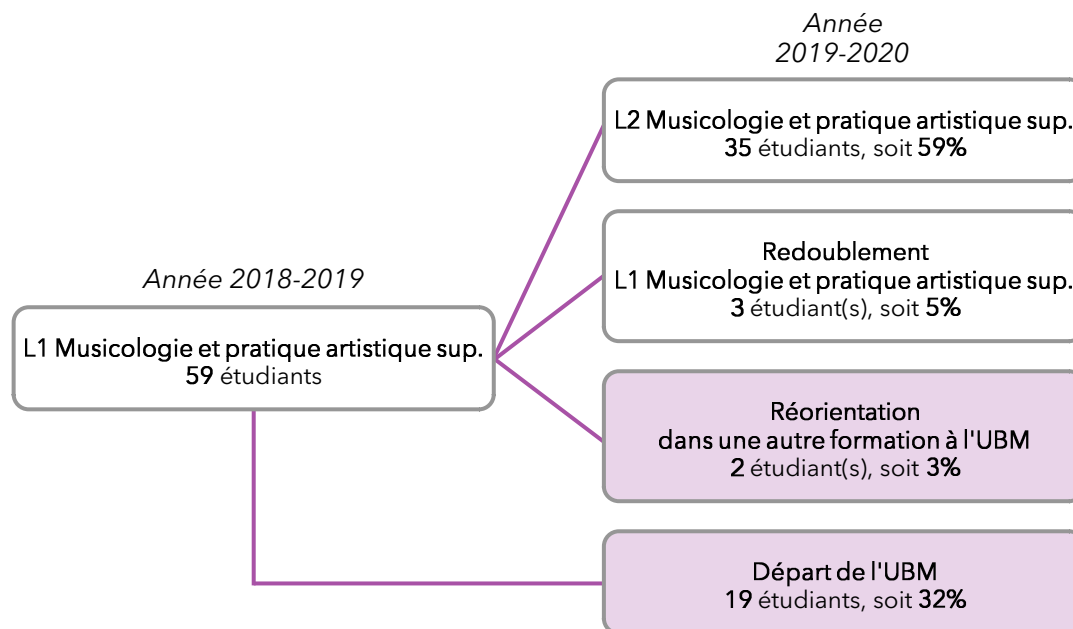 Année
2019-2020
L2 Musicologie et pratique artistique sup.
35 étudiants, soit 59%
Redoublement
L1 Musicologie et pratique artistique sup.
3 étudiant(s), soit 5%
Année 2018-2019
L1 Musicologie et pratique artistique sup.
59 étudiants
Réorientation
dans une autre formation à l'UBM
2 étudiant(s), soit 3%
Départ de l'UBM
19 étudiants, soit 32%